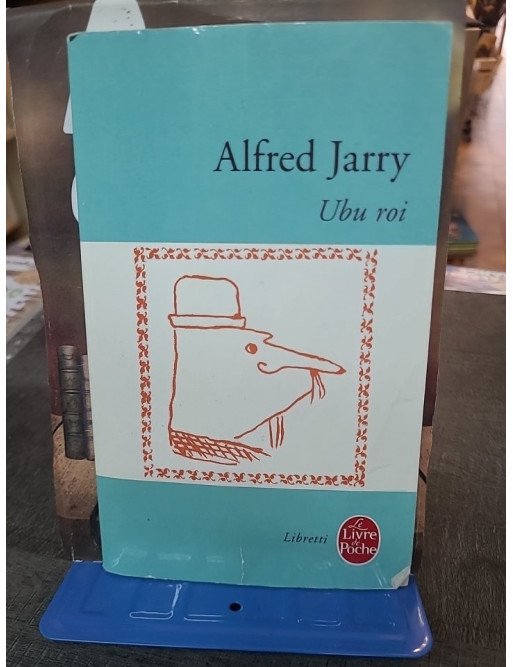 Alfred Jarry
Ubu roi
Libretti
Le
Livre
de
Poche